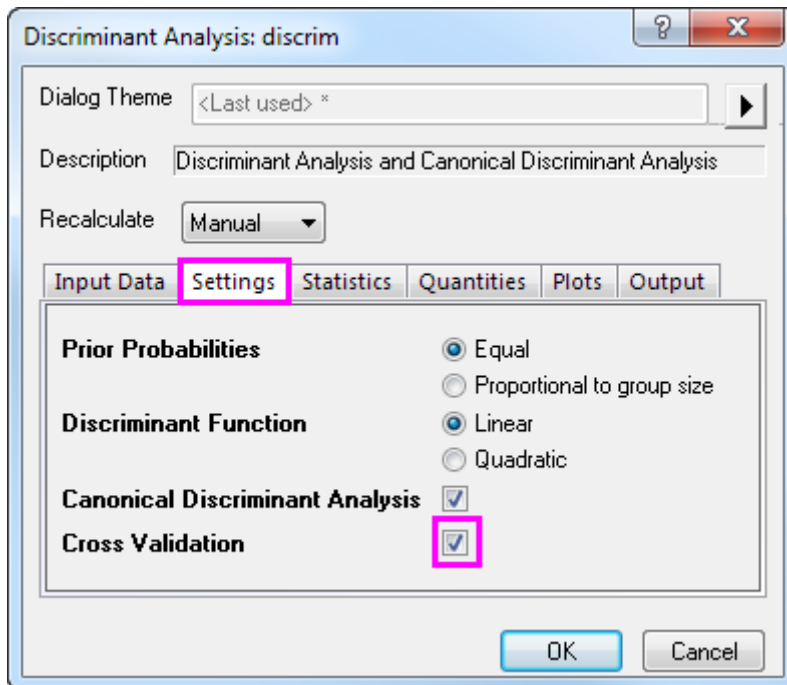 Discriminant Analysis: discrim
Dialog Theme <Last used> *
Description Discriminant Analysis and Canonical Discriminant Analysis
Recalculate Manual
Input Data Settings Statistics Quantities Plots Output
Prior Probabilities Equal
Proportional to group size
Discriminant Function Linear
Quadratic
Canonical Discriminant Analysis
Cross Validation
OK Cancel